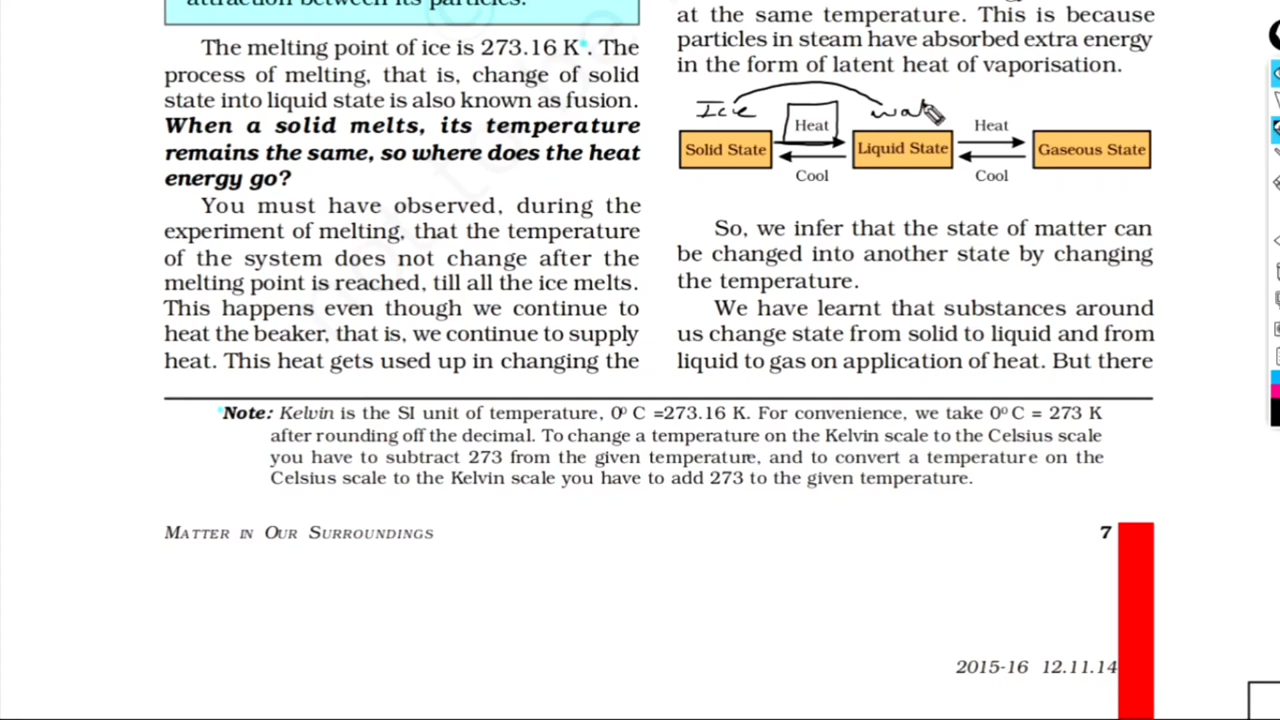 attraction between its particles.
The melting point of ice is 273.16 K*. The
process of melting, that is, change of solid
state into liquid state is also known as fusion.
When a solid melts, its temperature
remains the same, so where does the heat
energy go?
You must have observed, during the
experiment of melting, that the temperature
of the system does not change after the
melting point is reached, till all the ice melts.
This happens even though we continue to
heat the beaker, that is, we continue to supply
heat. This heat gets used up in changing the
at the same temperature. This is because
particles in steam have absorbed extra energy
in the form of latent heat of vaporisation.
Ice
wat
Heat
Heat
Solid State
Liquid State
Gaseous State
Cool
Cool
So, we infer that the state of matter can
be changed into another state by changing
the temperature.
We have learnt that substances around
us change state from solid to liquid and from
liquid to gas on application of heat. But there
*Note: Kelvin is the SI unit of temperature, 0º C =273.16 K. For convenience, we take 0º C = 273 K
after rounding off the decimal. To change a temperature on the Kelvin scale to the Celsius scale
you have to subtract 273 from the given temperature, and to convert a temperature on the
Celsius scale to the Kelvin scale you have to add 273 to the given temperature.
MATTER IN OUR SURROUNDINGS
7
2015-16 12.11.14